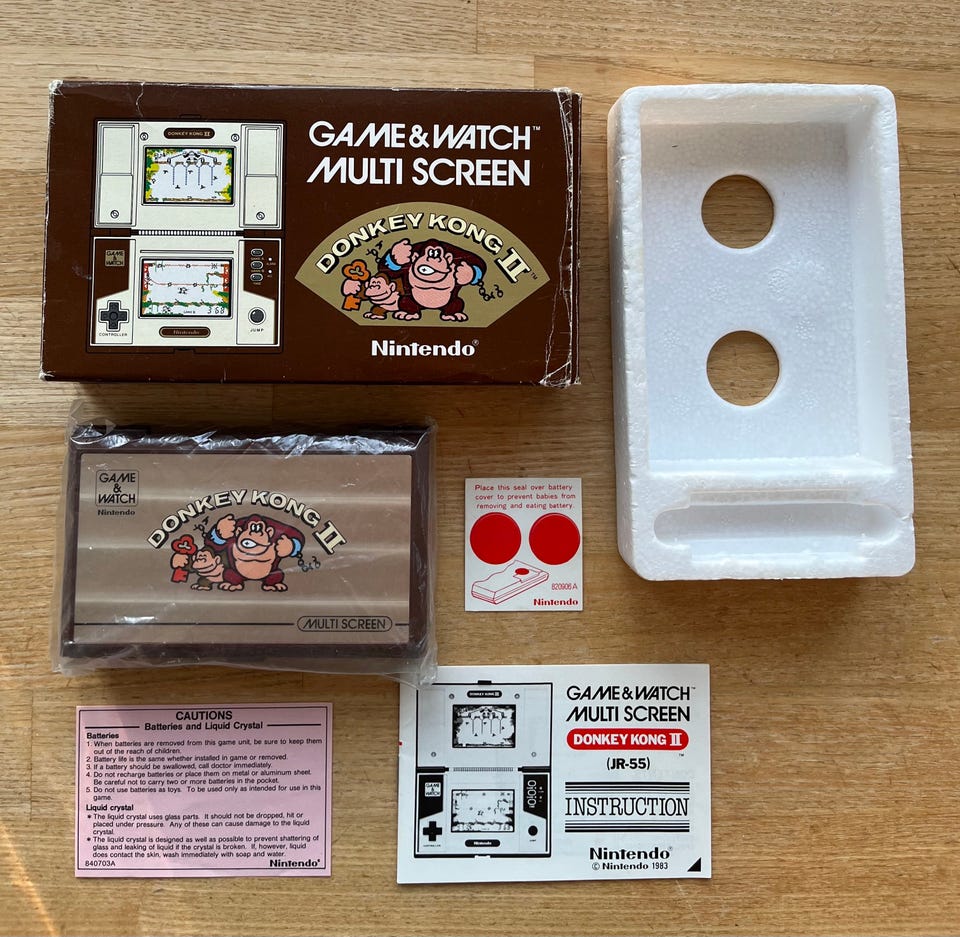 GAME & WATCH™
MULTI SCREEN
DONKEY KONG II™
Nintendo®
DONKEY KONG II
GAME
&
WATCH
CONTROLLER
Nintendo
JUMP
GAME
&
WATCH
Nintendo
DONKEY KONG II
MULTI SCREEN
Place this seal over battery
cover to prevent babies from
removing and eating battery.
820906A
Nintendo
CAUTIONS
Batteries and Liquid Crystal
Batteries
1. When batteries are removed from this game unit, be sure to keep them
out of the reach of children.
2. Battery life is the same whether installed in game or removed.
3. If a battery should be swallowed, call doctor immediately.
4. Do not recharge batteries or place them on metal or aluminum sheet.
Be careful not to carry two or more batteries in the pocket.
5. Do not use batteries as toys. To be used only as intended for use in this
game.
Liquid crystal
* The liquid crystal uses glass parts. It should not be dropped, hit or
placed under pressure. Any of these can cause damage to the liquid
crystal.
* The liquid crystal is designed as well as possible to prevent shattering of
glass and leaking of liquid if the crystal is broken. If, however, liquid
does contact the skin, wash immediately with soap and water.
840703A
Nintendo®
GAME & WATCH™
MULTI SCREEN
DONKEY KONG II™
(JR-55)
INSTRUCTION
Nintendo®
© Nintendo 1983
DONKEY KONG II
GAME
&
WATCH
CONTROLLER
Nintendo
JUMP